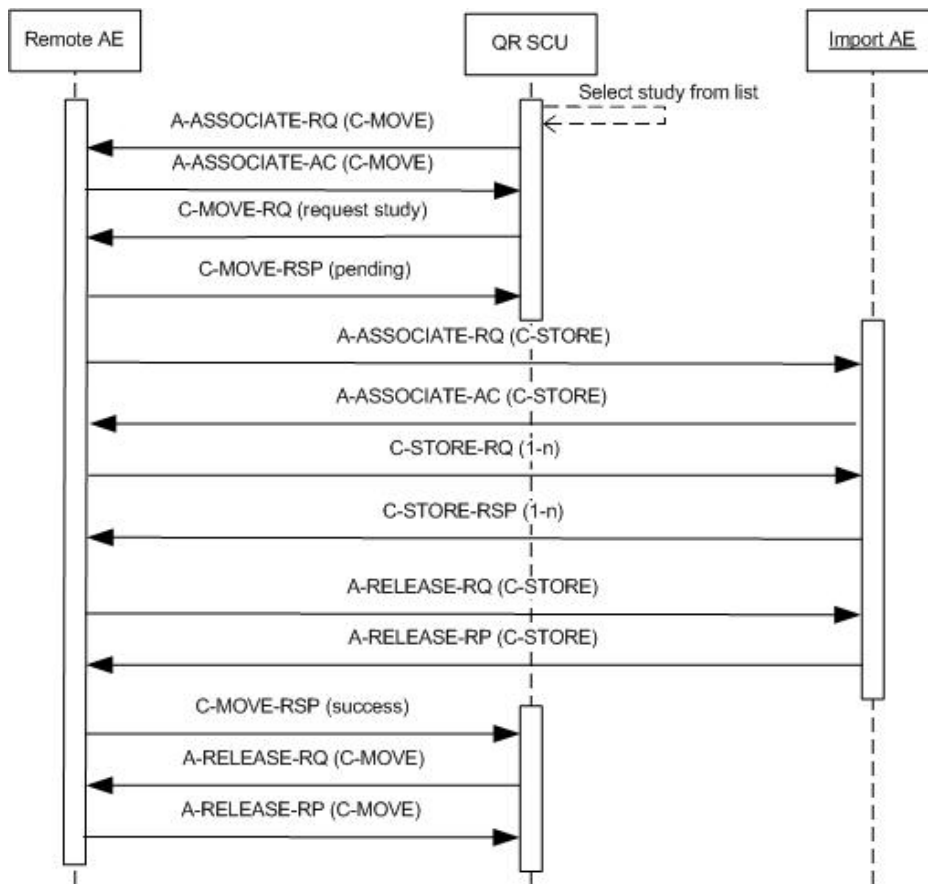 Remote AE
QR SCU
Import AE
Select study from list
A-ASSOCIATE-RQ (C-MOVE)
A-ASSOCIATE-AC (C-MOVE)
C-MOVE-RQ (request study)
C-MOVE-RSP (pending)
A-ASSOCIATE-RQ (C-STORE)
A-ASSOCIATE-AC (C-STORE)
C-STORE-RQ (1-n)
C-STORE-RSP (1-n)
A-RELEASE-RQ (C-STORE)
A-RELEASE-RP (C-STORE)
C-MOVE-RSP (success)
A-RELEASE-RQ (C-MOVE)
A-RELEASE-RP (C-MOVE)